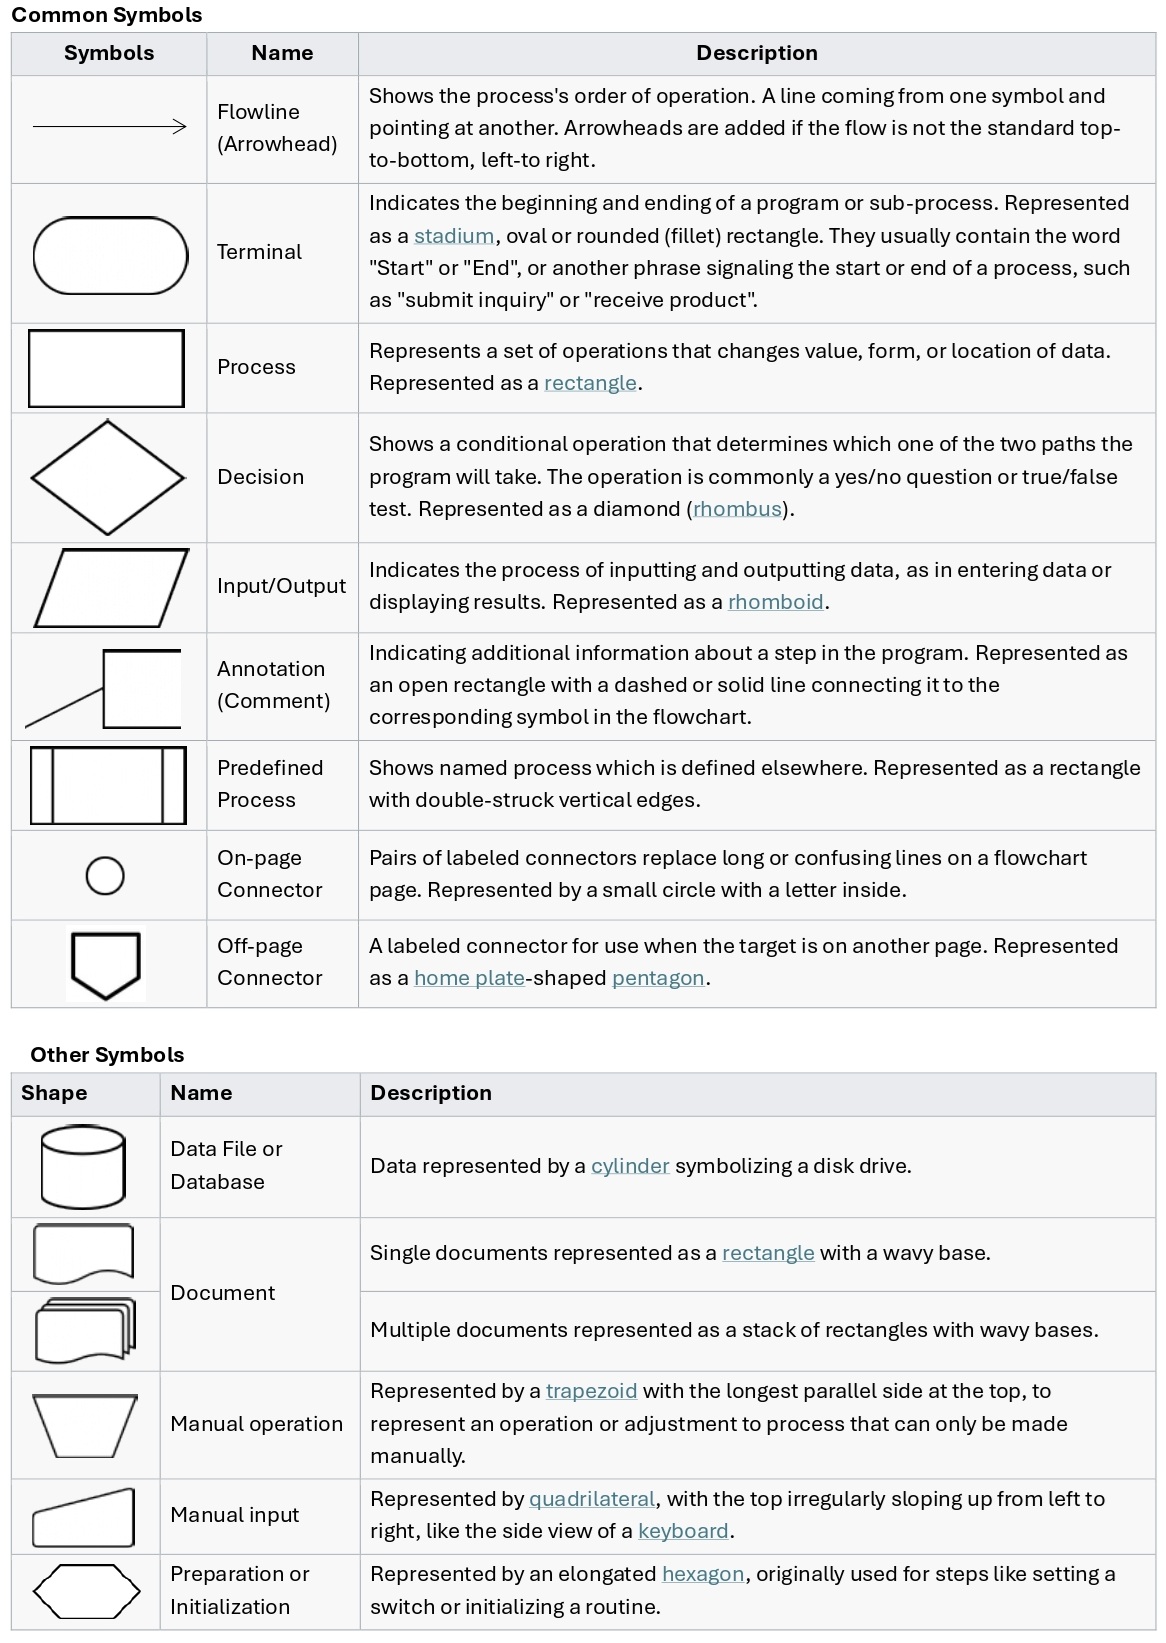 Common Symbols
Symbols Name Description
Flowline
(Arrowhead)
Shows the process's order of operation. A line coming from one symbol and
pointing at another. Arrowheads are added if the flow is not the standard top-
to-bottom, left-to right.
Terminal
Indicates the beginning and ending of a program or sub-process. Represented
as a stadium, oval or rounded (fillet) rectangle. They usually contain the word
"Start" or "End", or another phrase signaling the start or end of a process, such
as "submit inquiry" or "receive product".
Process
Represents a set of operations that changes value, form, or location of data.
Represented as a rectangle.
Decision
Shows a conditional operation that determines which one of the two paths the
program will take. The operation is commonly a yes/no question or true/false
test. Represented as a diamond (rhombus).
Input/Output
Indicates the process of inputting and outputting data, as in entering data or
displaying results. Represented as a rhomboid.
Annotation
(Comment)
Indicating additional information about a step in the program. Represented as
an open rectangle with a dashed or solid line connecting it to the
corresponding symbol in the flowchart.
Predefined
Process
Shows named process which is defined elsewhere. Represented as a rectangle
with double-struck vertical edges.
On-page
Connector
Pairs of labeled connectors replace long or confusing lines on a flowchart
page. Represented by a small circle with a letter inside.
Off-page
Connector
A labeled connector for use when the target is on another page. Represented
as a home plate-shaped pentagon.
Other Symbols
Shape Name Description
Data File or
Database
Data represented by a cylinder symbolizing a disk drive.
Document
Single documents represented as a rectangle with a wavy base.
Multiple documents represented as a stack of rectangles with wavy bases.
Manual operation
Represented by a trapezoid with the longest parallel side at the top, to
represent an operation or adjustment to process that can only be made
manually.
Manual input
Represented by quadrilateral, with the top irregularly sloping up from left to
right, like the side view of a keyboard.
Preparation or
Initialization
Represented by an elongated hexagon, originally used for steps like setting a
switch or initializing a routine.